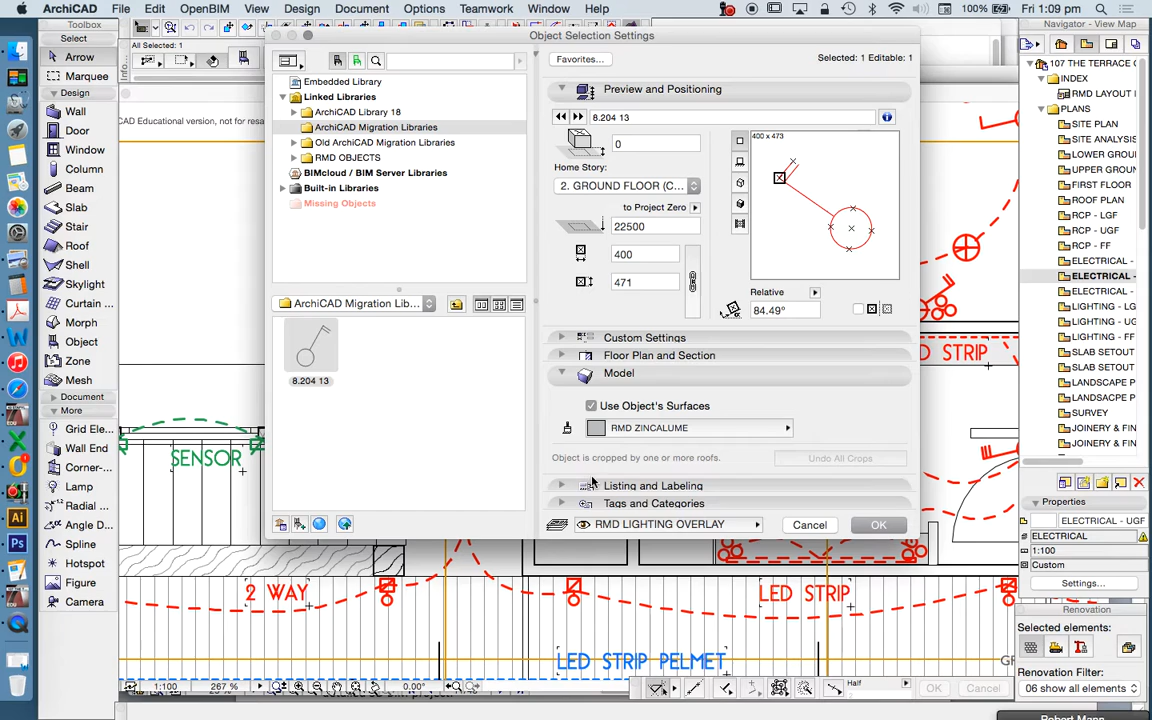 ArchiCAD File Edit OpenBIM View Design Document Options Teamwork Window Help 100% Fri 1:09 pm
Toolbox
Select
Arrow
Marquee
Design
Wall
Door
Window
Column
Beam
Slab
Stair
Roof
Shell
Skylight
Curtain ...
Morph
Object
Zone
Mesh
Document
More
Grid Ele...
Wall End
Corner-...
Lamp
Radial ...
Angle D...
Spline
Hotspot
Figure
Camera
All Selected: 1
CAD Educational version, not for resa
Object Selection Settings
Embedded Library
Linked Libraries
ArchiCAD Library 18
ArchiCAD Migration Libraries
Old ArchiCAD Migration Libraries
RMD OBJECTS
BIMcloud / BIM Server Libraries
Built-in Libraries
Missing Objects
ArchiCAD Migration Lib...
8.204 13
Favorites...
Selected: 1 Editable: 1
Preview and Positioning
8.204 13
0
Home Story:
2. GROUND FLOOR (C...
to Project Zero
22500
400
471
400 x 473
Relative
84.49°
Custom Settings
Floor Plan and Section
Model
Use Object's Surfaces
RMD ZINCALUME
Object is cropped by one or more roofs.
Undo All Crops
Listing and Labeling
Tags and Categories
RMD LIGHTING OVERLAY
Cancel
OK
SENSOR
2 WAY
LED STRIP
LED STRIP PELMET
D STRIP
1:100 267 % 0.00°
Half
OK Cancel
Navigator - View Map
107 THE TERRACE (
INDEX
RMD LAYOUT I
PLANS
SITE PLAN
SITE ANALYSIS
LOWER GROU
UPPER GROUN
FIRST FLOOR
ROOF PLAN
RCP - LGF
RCP - UGF
RCP - FF
ELECTRICAL -
ELECTRICAL -
ELECTRICAL -
LIGHTING - LG
LIGHTING - UG
LIGHTING - FF
SLAB SETOUT
SLAB SETOUT
LANDSCAPE P
LANDSACPE P
SURVEY
JOINERY & FIN
JOINERY & FIN
Properties
ELECTRICAL - UGF
ELECTRICAL
1:100
Custom
Settings...
Renovation
Selected elements:
Renovation Filter:
06 show all elements
Robert Mann